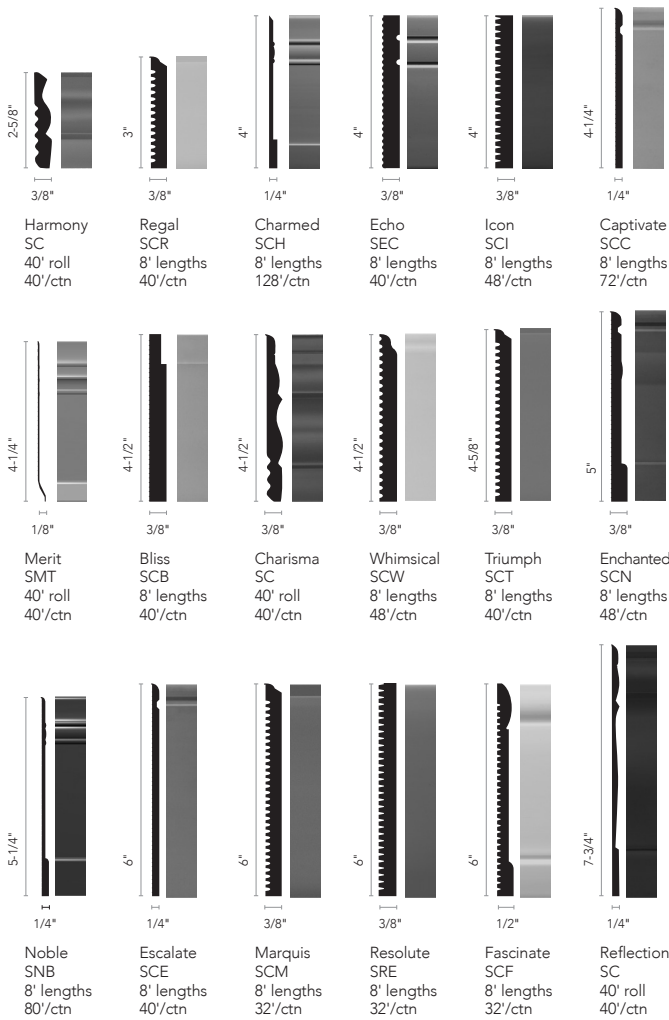 2-5/8"
3/8"
Harmony
SC
40' roll
40'/ctn
3"
3/8"
Regal
SCR
8' lengths
40'/ctn
4"
1/4"
Charmed
SCH
8' lengths
128'/ctn
4"
3/8"
Echo
SEC
8' lengths
40'/ctn
4"
3/8"
Icon
SCI
8' lengths
48'/ctn
4-1/4"
1/4"
Captivate
SCC
8' lengths
72'/ctn
4-1/4"
1/8"
Merit
SMT
40' roll
40'/ctn
4-1/2"
3/8"
Bliss
SCB
8' lengths
40'/ctn
4-1/2"
3/8"
Charisma
SC
40' roll
40'/ctn
4-1/2"
3/8"
Whimsical
SCW
8' lengths
48'/ctn
4-5/8"
3/8"
Triumph
SCT
8' lengths
40'/ctn
5"
3/8"
Enchanted
SCN
8' lengths
48'/ctn
5-1/4"
1/4"
Noble
SNB
8' lengths
80'/ctn
6"
1/4"
Escalate
SCE
8' lengths
40'/ctn
6"
3/8"
Marquis
SCM
8' lengths
32'/ctn
6"
3/8"
Resolute
SRE
8' lengths
32'/ctn
6"
1/2"
Fascinate
SCF
8' lengths
32'/ctn
7-3/4"
1/4"
Reflection
SC
40' roll
40'/ctn